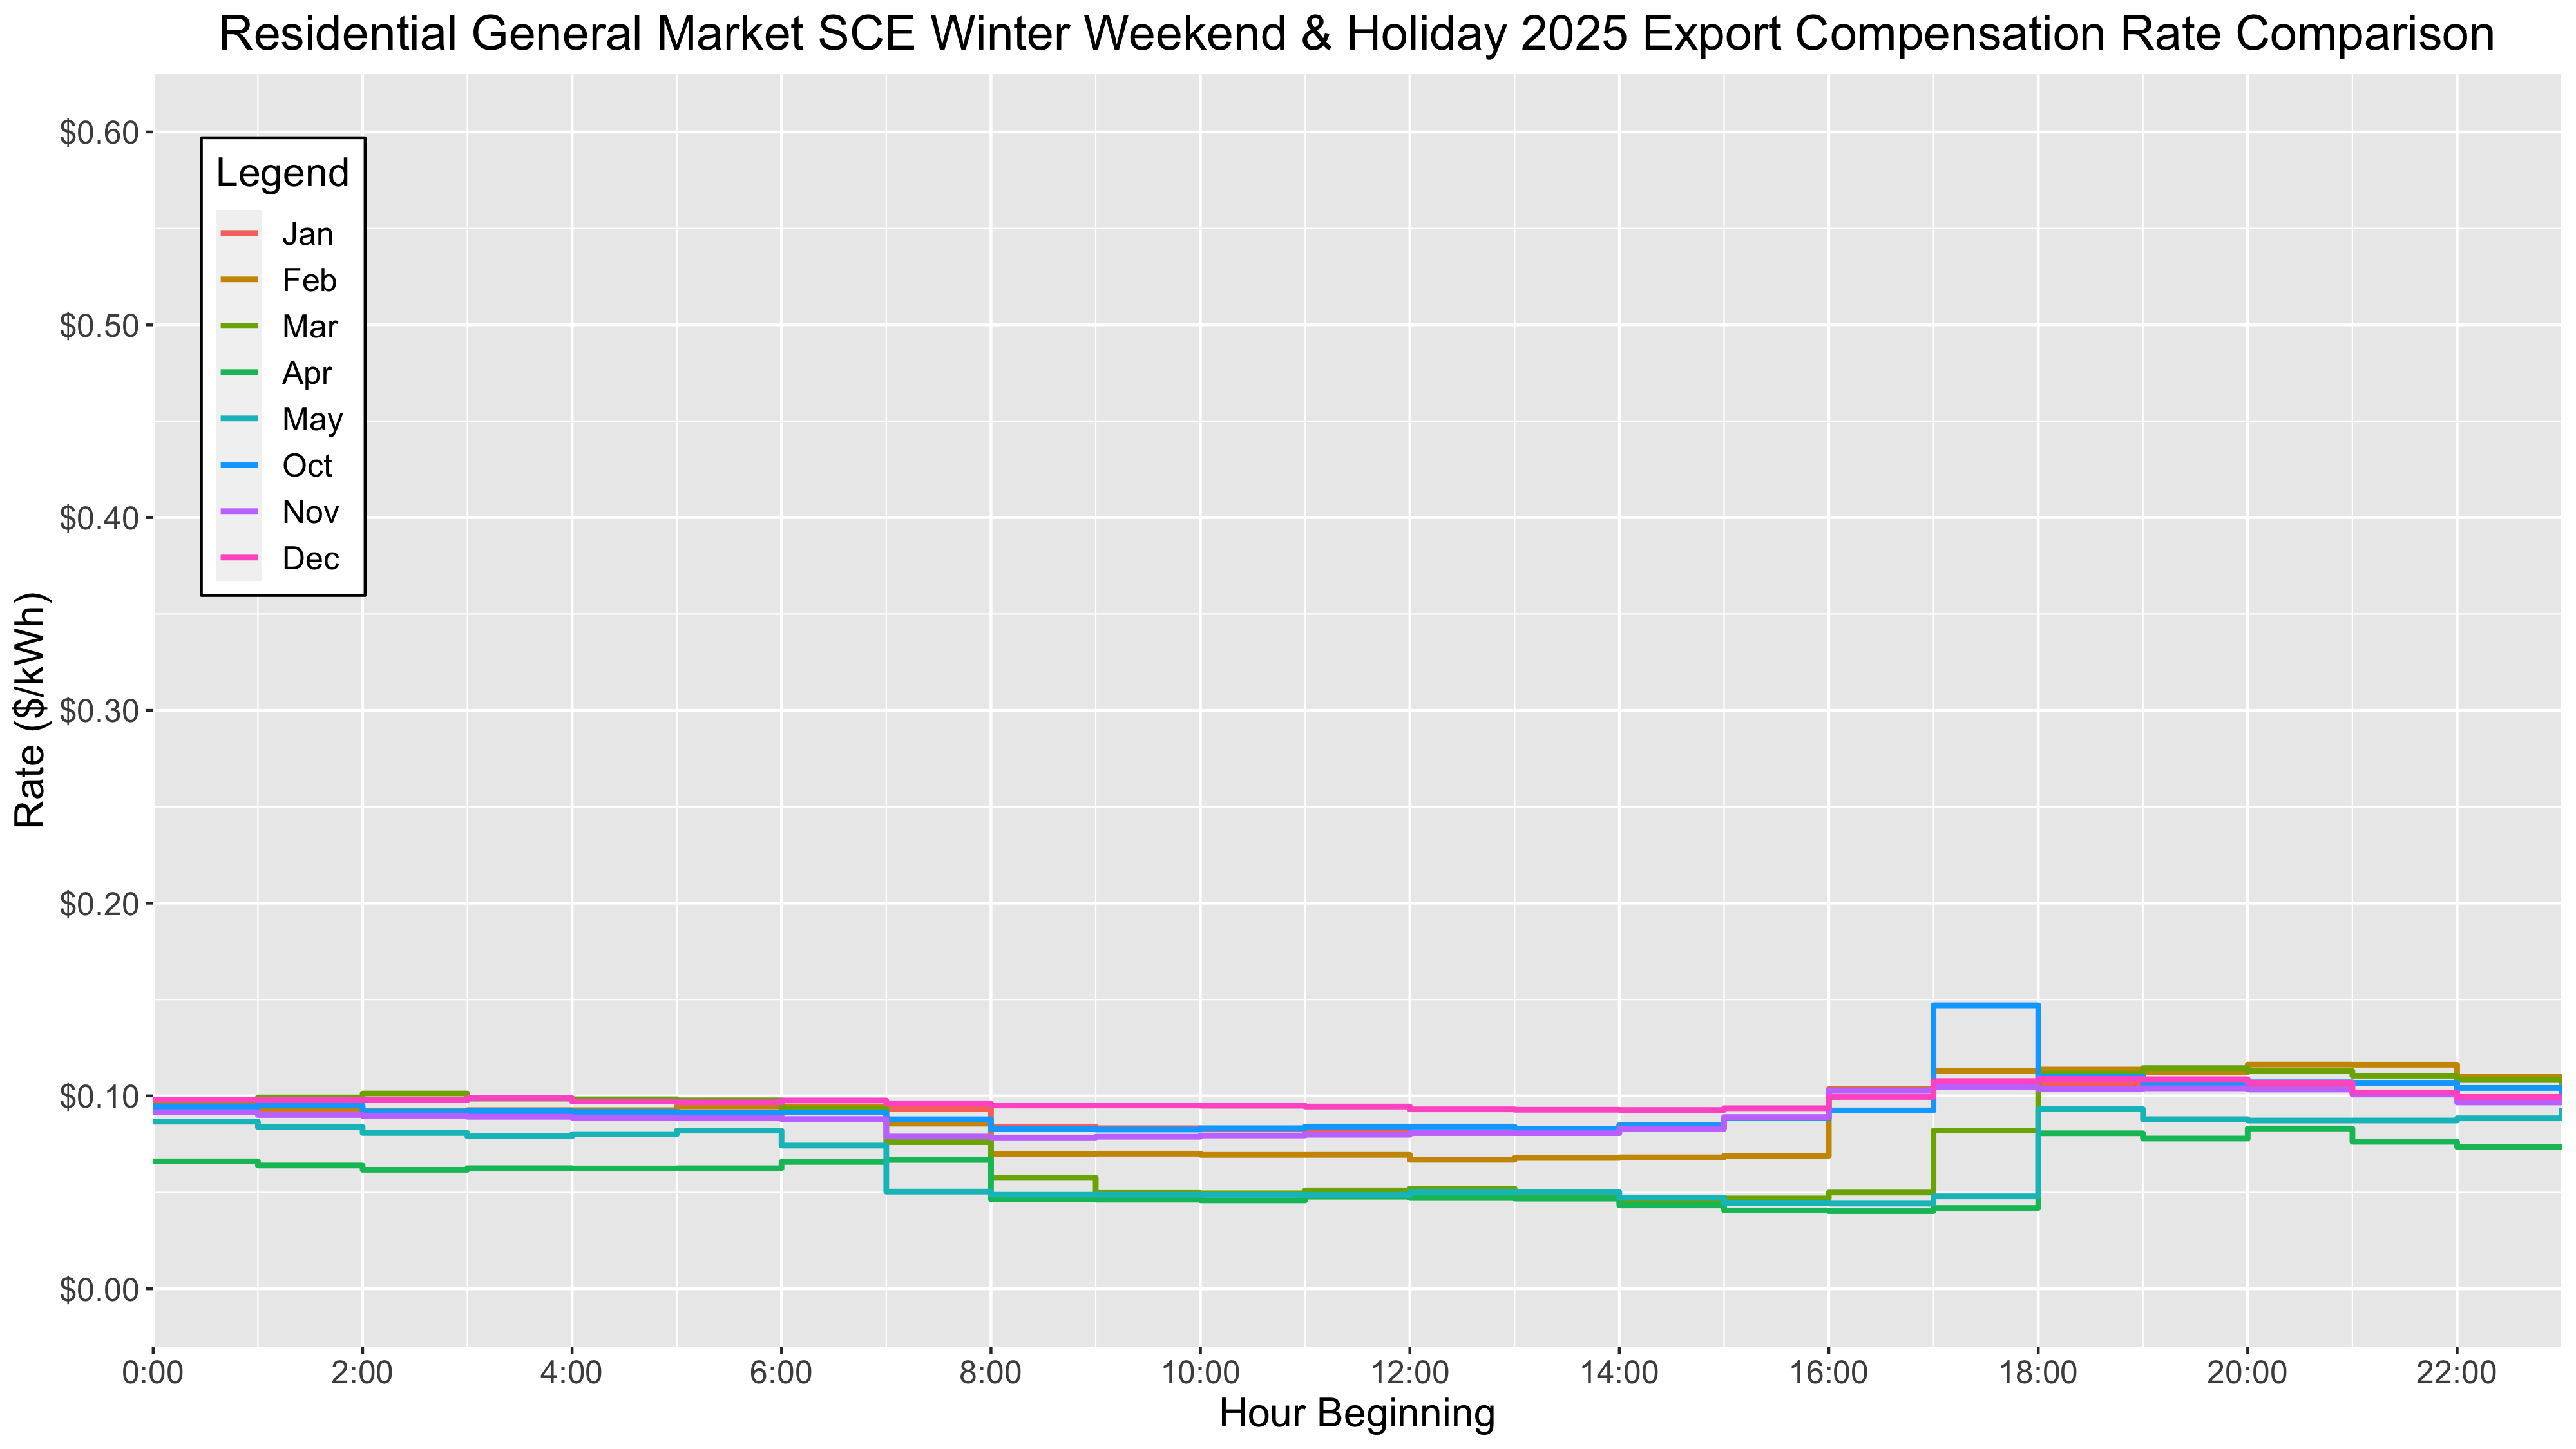 Residential General Market SCE Winter Weekend & Holiday 2025 Export Compensation Rate Comparison
Legend
Jan
Feb
Mar
Apr
May
Oct
Nov
Dec
Rate ($/kWh)
$0.60
$0.50
$0.40
$0.30
$0.20
$0.10
$0.00
0:00 2:00 4:00 6:00 8:00 10:00 12:00 14:00 16:00 18:00 20:00 22:00
Hour Beginning